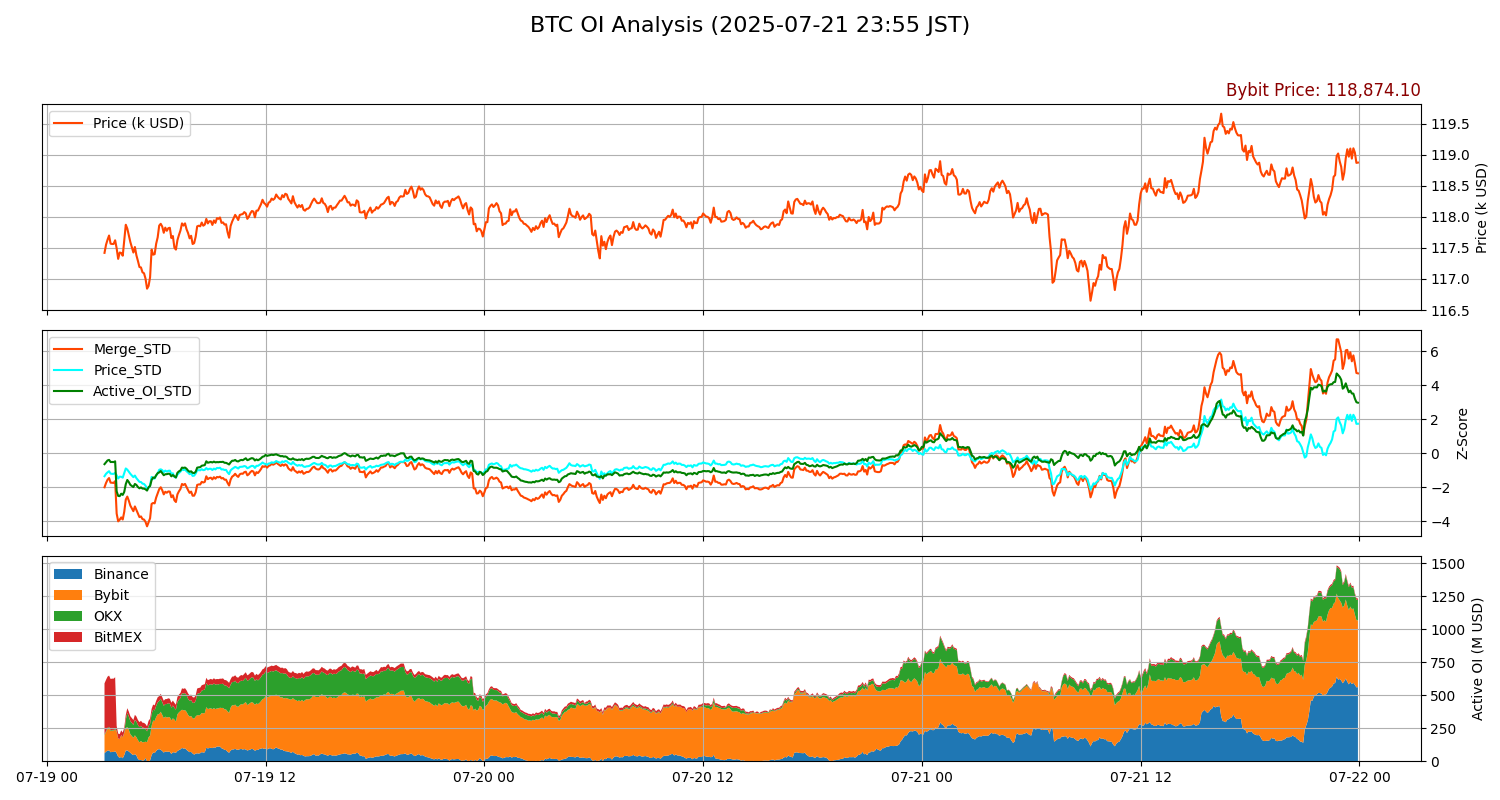 BTC OI Analysis (2025-07-21 23:55 JST)
Bybit Price: 118,874.10
Price (k USD)
119.5
119.0
118.5
118.0
117.5
117.0
116.5
Price (k USD)
Merge_STD
Price_STD
Active_OI_STD
6
4
2
0
−2
−4
Z-Score
Binance
Bybit
OKX
BitMEX
1500
1250
1000
750
500
250
0
Active OI (M USD)
07-19 00
07-19 12
07-20 00
07-20 12
07-21 00
07-21 12
07-22 00